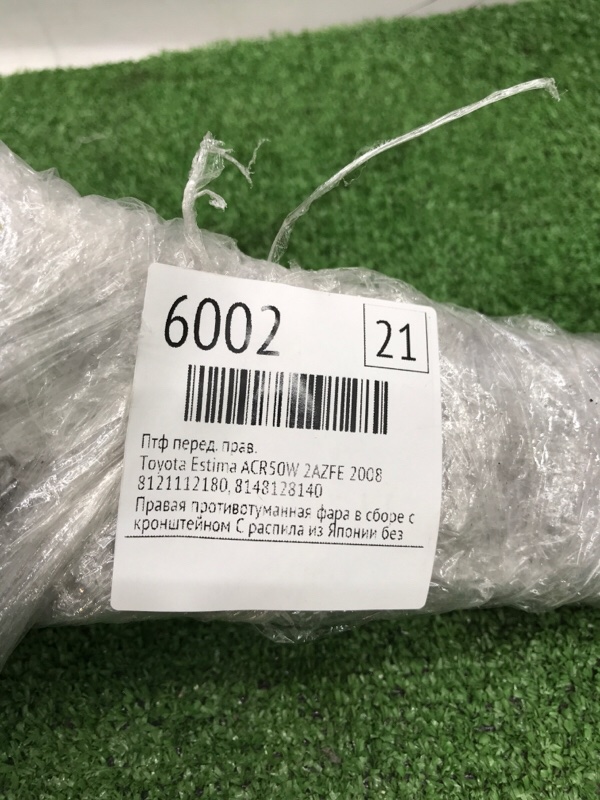 6002
21
Птф перед. прав.
Toyota Estima ACR50W 2AZFE 2008
8121112180, 8148128140
Правая противотуманная фара в сборе с
кронштейном С распила из Японии без